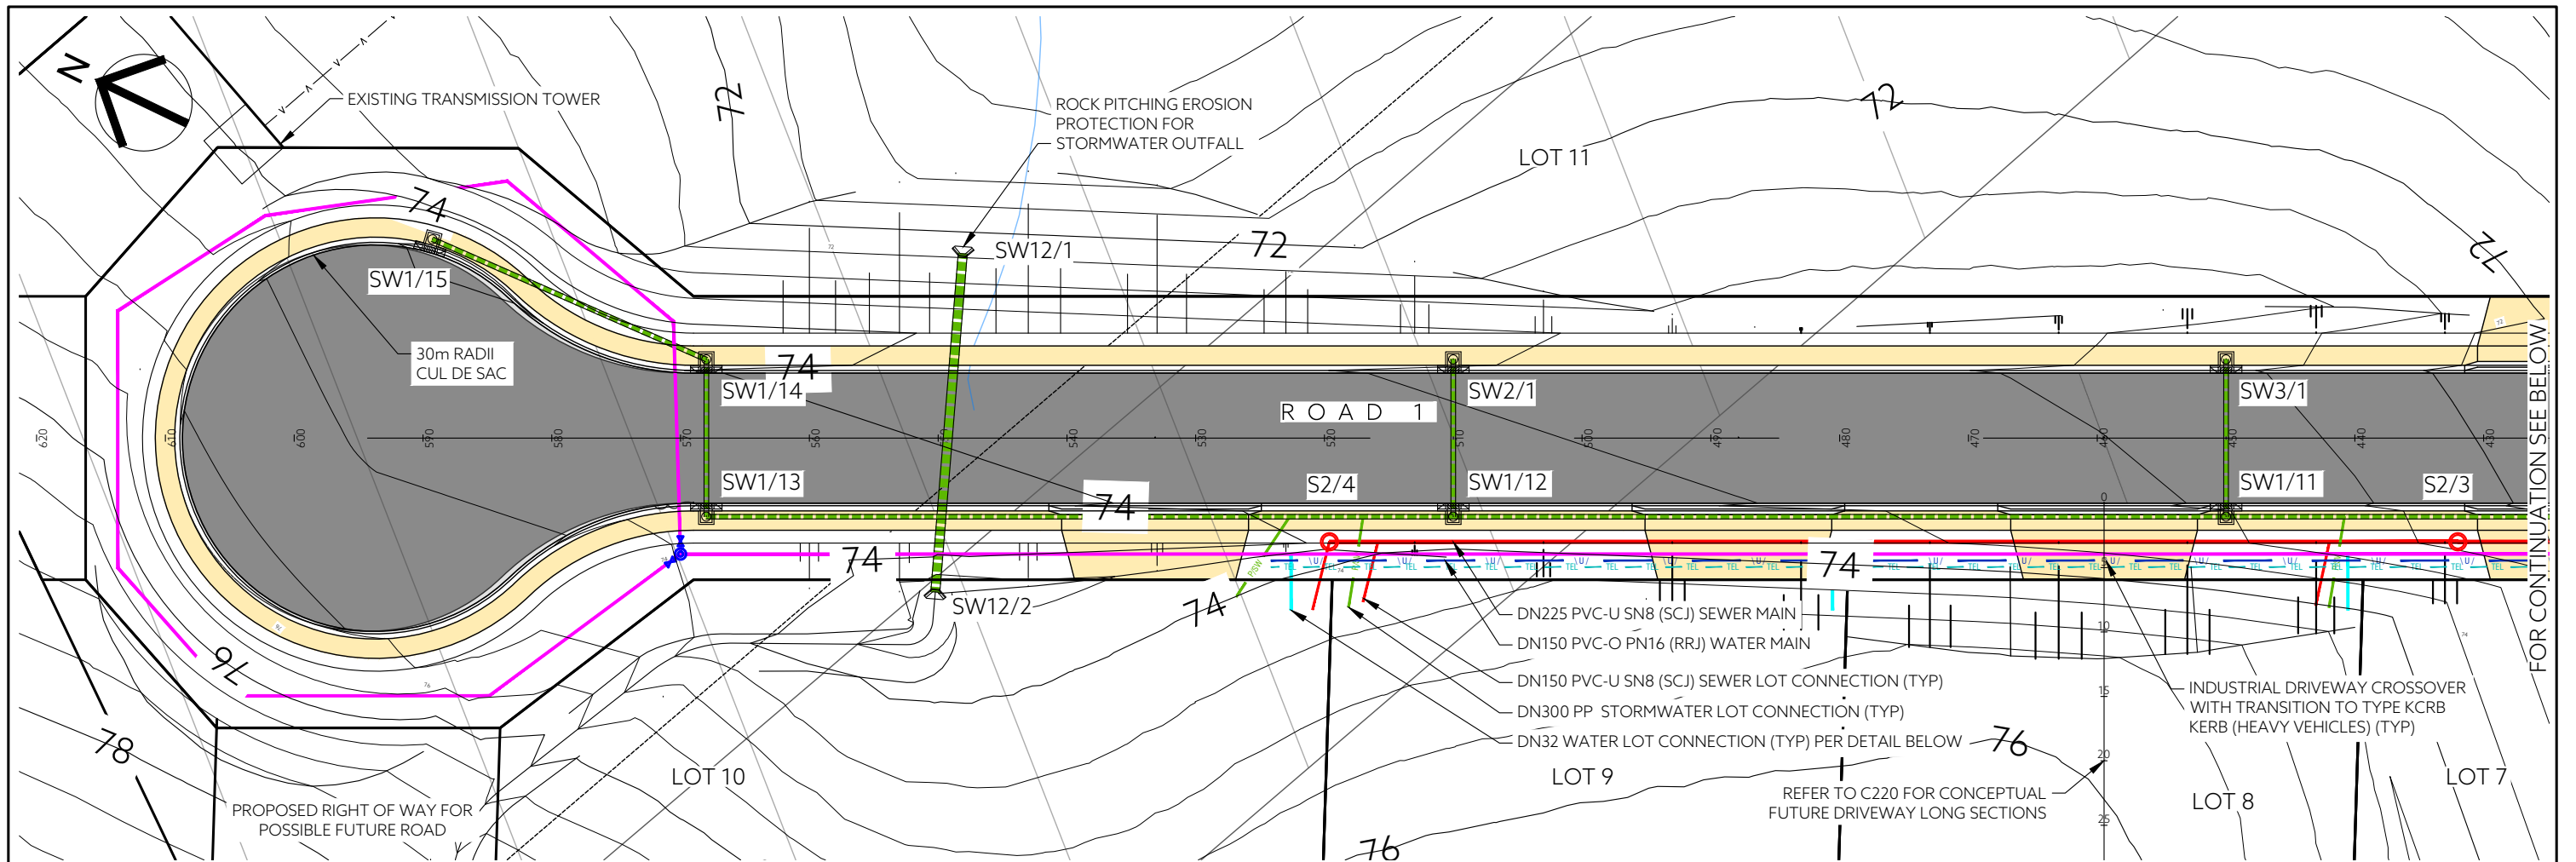 N
EXISTING TRANSMISSION TOWER
72
ROCK PITCHING EROSION
PROTECTION FOR
STORMWATER OUTFALL
72
LOT 11
74
SW1/15
SW12/1
72
72
30m RADII
CUL DE SAC
74
SW1/14
SW2/1
SW3/1
ROAD 1
620
610
600
590
580
570
560
540
530
520
510
500
490
480
470
460
450
440
430
SW1/13
74
S2/4
SW1/12
SW1/11
S2/3
FOR CONTINUATION SEE BELOW
74
74
74
SW12/2
0
10
15
20
25
DN225 PVC-U SN8 (SCJ) SEWER MAIN
DN150 PVC-O PN16 (RRJ) WATER MAIN
DN150 PVC-U SN8 (SCJ) SEWER LOT CONNECTION (TYP)
DN300 PP STORMWATER LOT CONNECTION (TYP)
DN32 WATER LOT CONNECTION (TYP) PER DETAIL BELOW
INDUSTRIAL DRIVEWAY CROSSOVER
WITH TRANSITION TO TYPE KCRB
KERB (HEAVY VEHICLES) (TYP)
76
78
76
76
LOT 10
LOT 9
LOT 8
LOT 7
PROPOSED RIGHT OF WAY FOR
POSSIBLE FUTURE ROAD
REFER TO C220 FOR CONCEPTUAL
FUTURE DRIVEWAY LONG SECTIONS